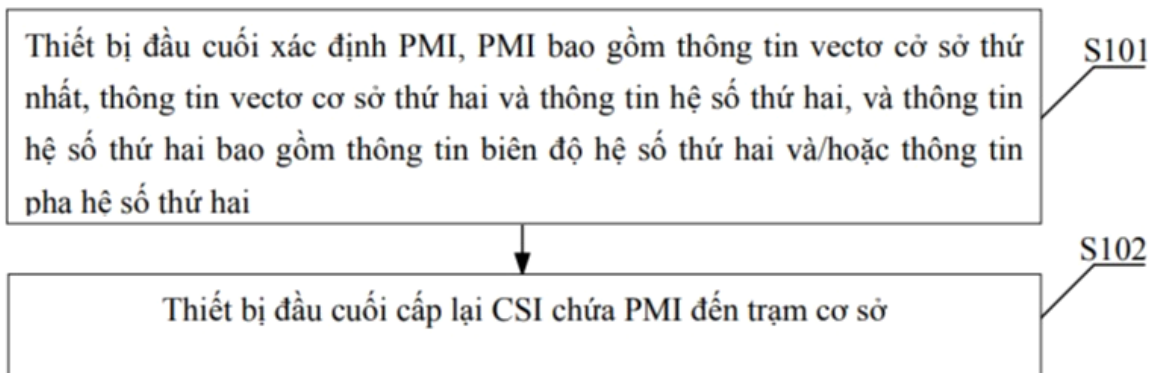 Thiết bị đầu cuối xác định PMI, PMI bao gồm thông tin vectơ cở sở thứ
S101
nhất, thông tin vectơ cơ sở thứ hai và thông tin hệ số thứ hai, và thông tin
hệ số thứ hai bao gồm thông tin biên độ hệ số thứ hai và/hoặc thông tin
pha hệ số thứ hai
S102
Thiết bị đầu cuối cấp lại CSI chứa PMI đến trạm cơ sở